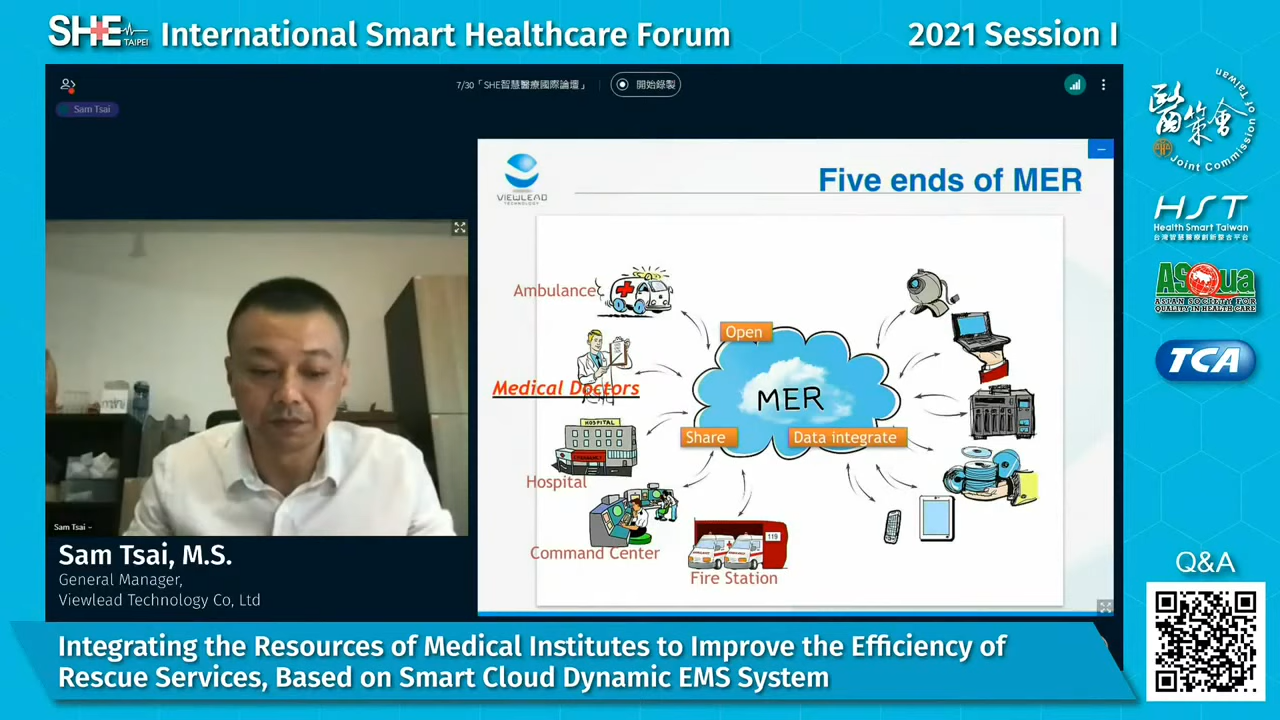 SHE TAIPEI
International Smart Healthcare Forum
2021 Session I
7/30「SHE智慧醫療國際論壇」
開始錄製
Sam Tsai
VIEWLEAD
TECHNOLOGY
Five ends of MER
Ambulance
Open
MER
Medical Doctors
Share
Data integrate
HOSPITAL
EMERGENCY
Hospital
Command Center
119
Fire Station
Sam Tsai
Sam Tsai, M.S.
General Manager,
Viewlead Technology Co, Ltd
Integrating the Resources of Medical Institutes to Improve the Efficiency of
Rescue Services, Based on Smart Cloud Dynamic EMS System
醫策會
Joint Commission of Taiwan
HST
Health Smart Taiwan
台灣智慧醫療創新整合平台
ASQua
ASIAN SOCIETY FOR
QUALITY IN HEALTH CARE
TCA
Q&A